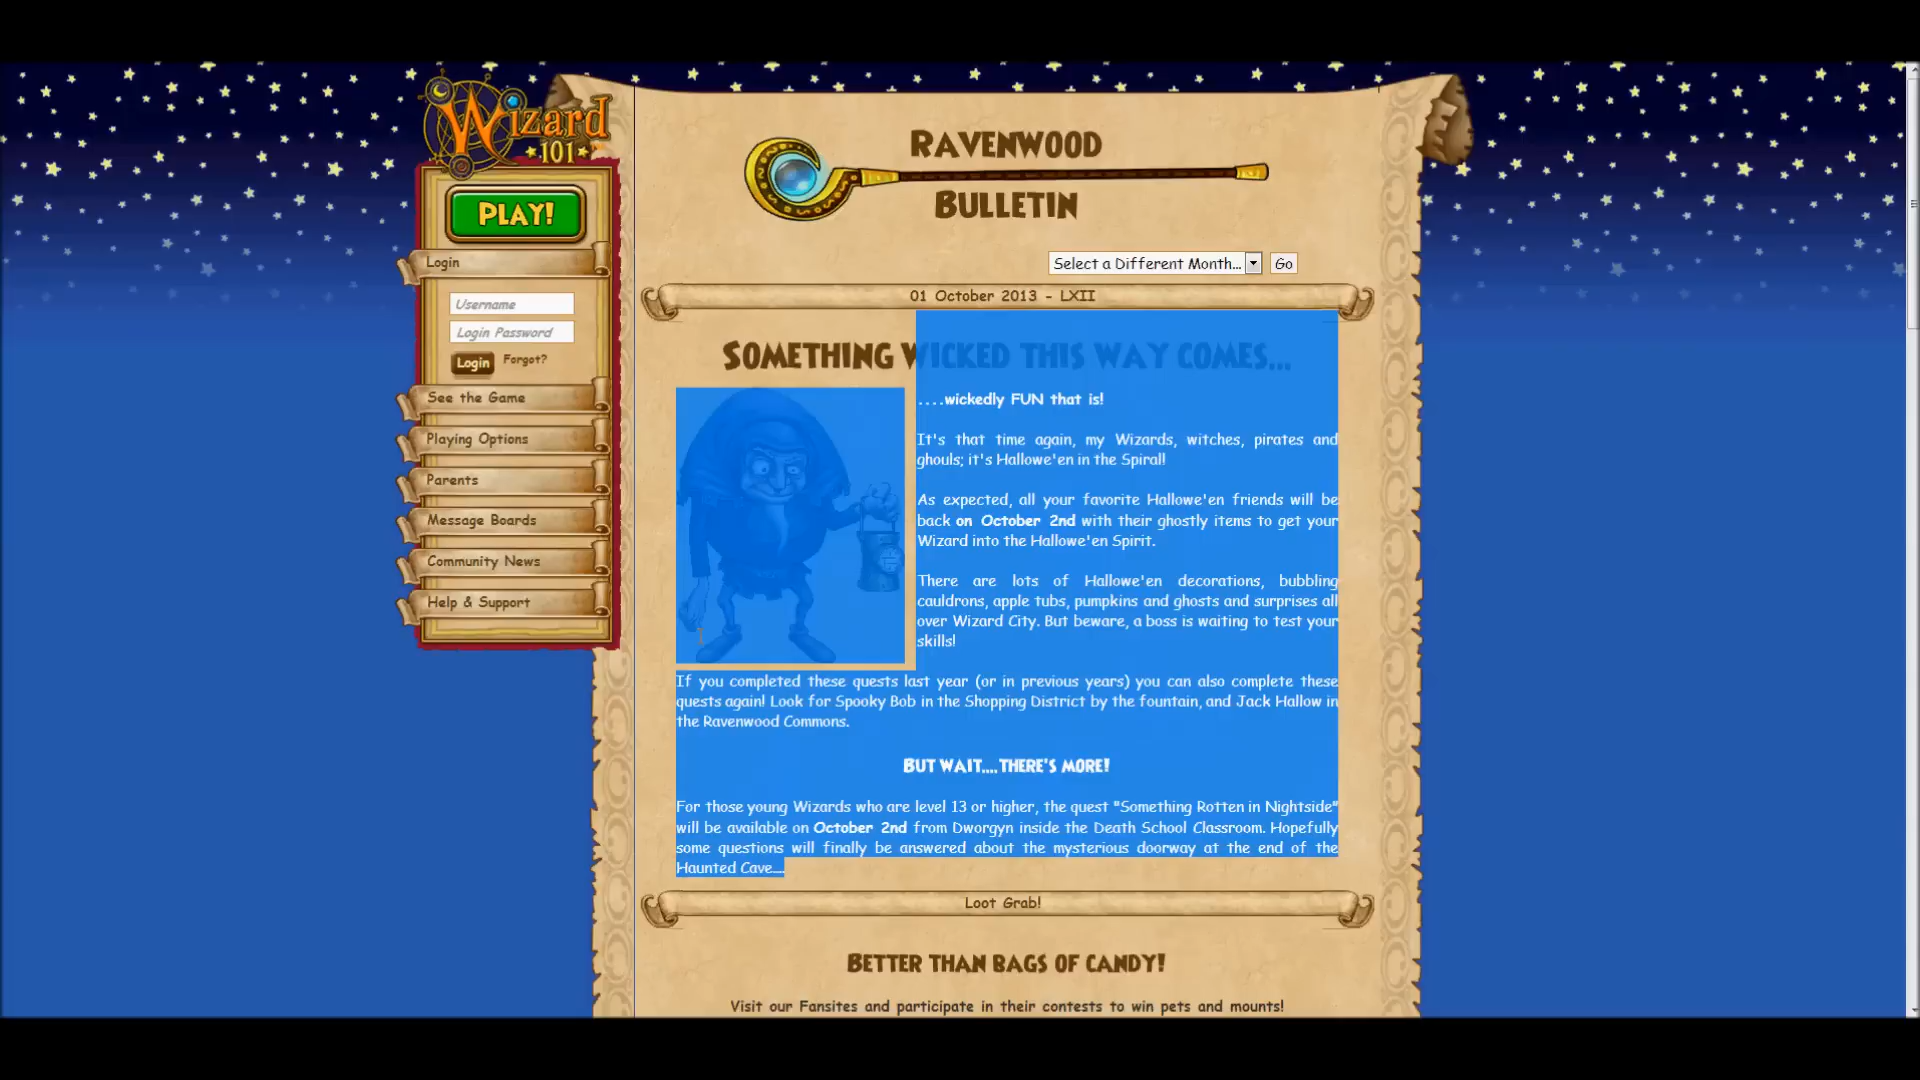 Wizard
101
PLAY!
Login
Username
Login Password
Login
Forgot?
See the Game
Playing Options
Parents
Message Boards
Community News
Help & Support
RAVENWOOD
BULLETIN
Select a Different Month...
Go
01 October 2013 - LXII
SOMETHING WICKED THIS WAY COMES...
....wickedly FUN that is!
It's that time again, my Wizards, witches, pirates and
ghouls; it's Hallowe'en in the Spiral!
As expected, all your favorite Hallowe'en friends will be
back on October 2nd with their ghostly items to get your
Wizard into the Hallowe'en Spirit.
There are lots of Hallowe'en decorations, bubbling
cauldrons, apple tubs, pumpkins and ghosts and surprises all
over Wizard City. But beware, a boss is waiting to test your
skills!
If you completed these quests last year (or in previous years) you can also complete these
quests again! Look for Spooky Bob in the Shopping District by the fountain, and Jack Hallow in
the Ravenwood Commons.
BUT WAIT....THERE'S MORE!
For those young Wizards who are level 13 or higher, the quest "Something Rotten in Nightside"
will be available on October 2nd from Dworgyn inside the Death School Classroom. Hopefully
some questions will finally be answered about the mysterious doorway at the end of the
Haunted Cave....
Loot Grab!
BETTER THAN BAGS OF CANDY!
Visit our Fansites and participate in their contests to win pets and mounts!